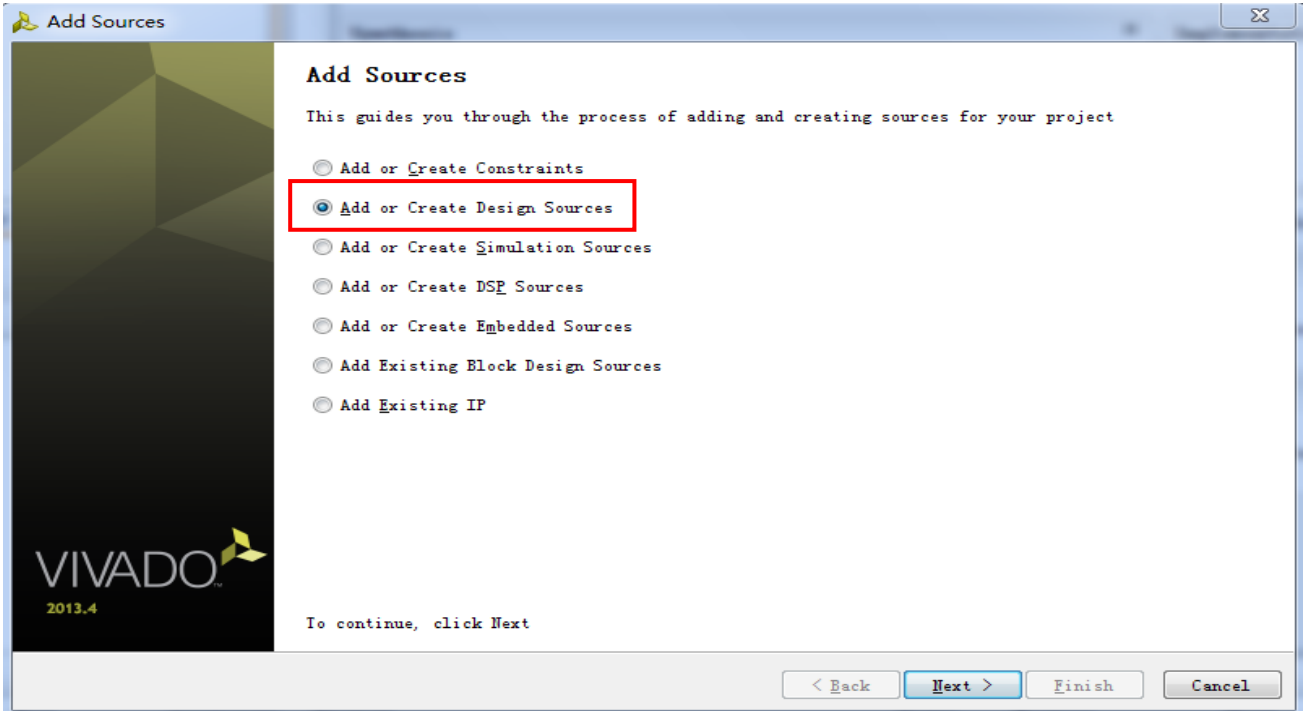 Add Sources
Add Sources
This guides you through the process of adding and creating sources for your project
Add or Create Constraints
Add or Create Design Sources
Add or Create Simulation Sources
Add or Create DSP Sources
Add or Create Embedded Sources
Add Existing Block Design Sources
Add Existing IP
VIVADO™
2013.4
To continue, click Next
< Back
Next >
Finish
Cancel